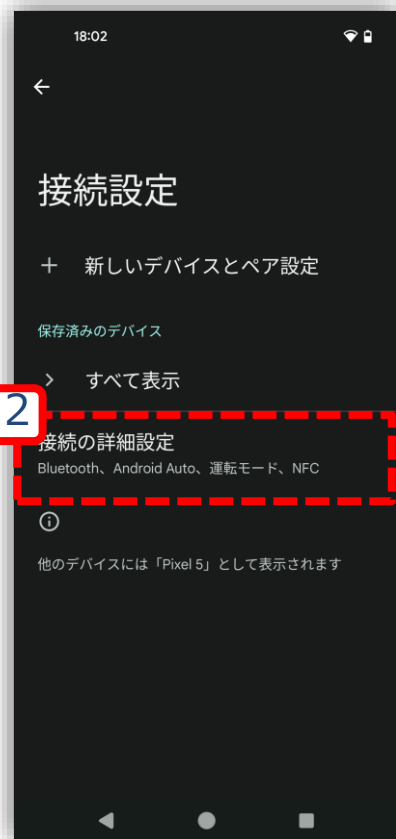 18:02
接続設定
新しいデバイスとペア設定
保存済みのデバイス
すべて表示
2
接続の詳細設定
Bluetooth、Android Auto、運転モード、NFC
他のデバイスには「Pixel 5」として表示されます